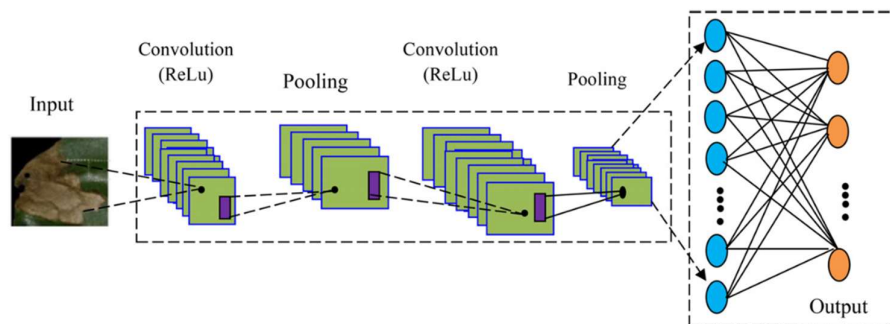 Input
Convolution
(ReLu)
Pooling
Convolution
(ReLu)
Pooling
Output